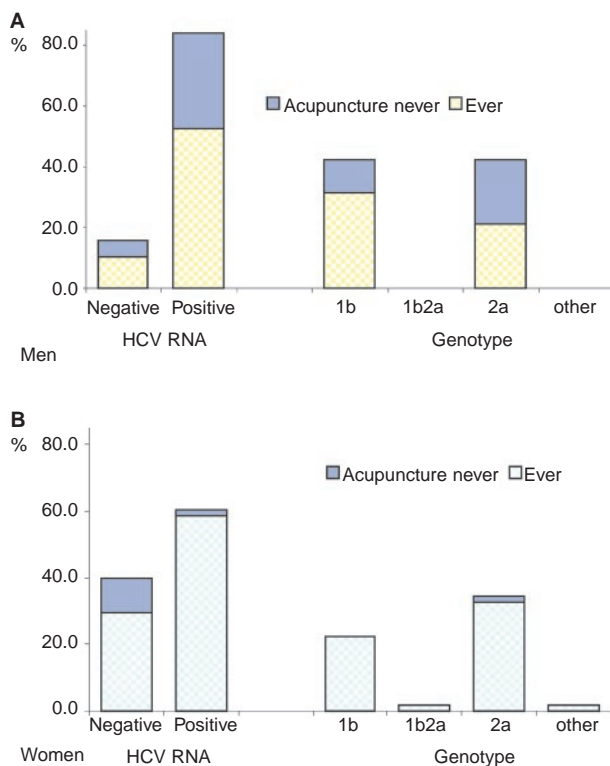 A
%
80.0
Acupuncture never Ever
60.0
40.0
20.0
0.0
Negative Positive 1b 1b2a 2a other
HCV RNA Genotype
Men
B
%
80.0
Acupuncture never Ever
60.0
40.0
20.0
0.0
Negative Positive 1b 1b2a 2a other
Women HCV RNA Genotype